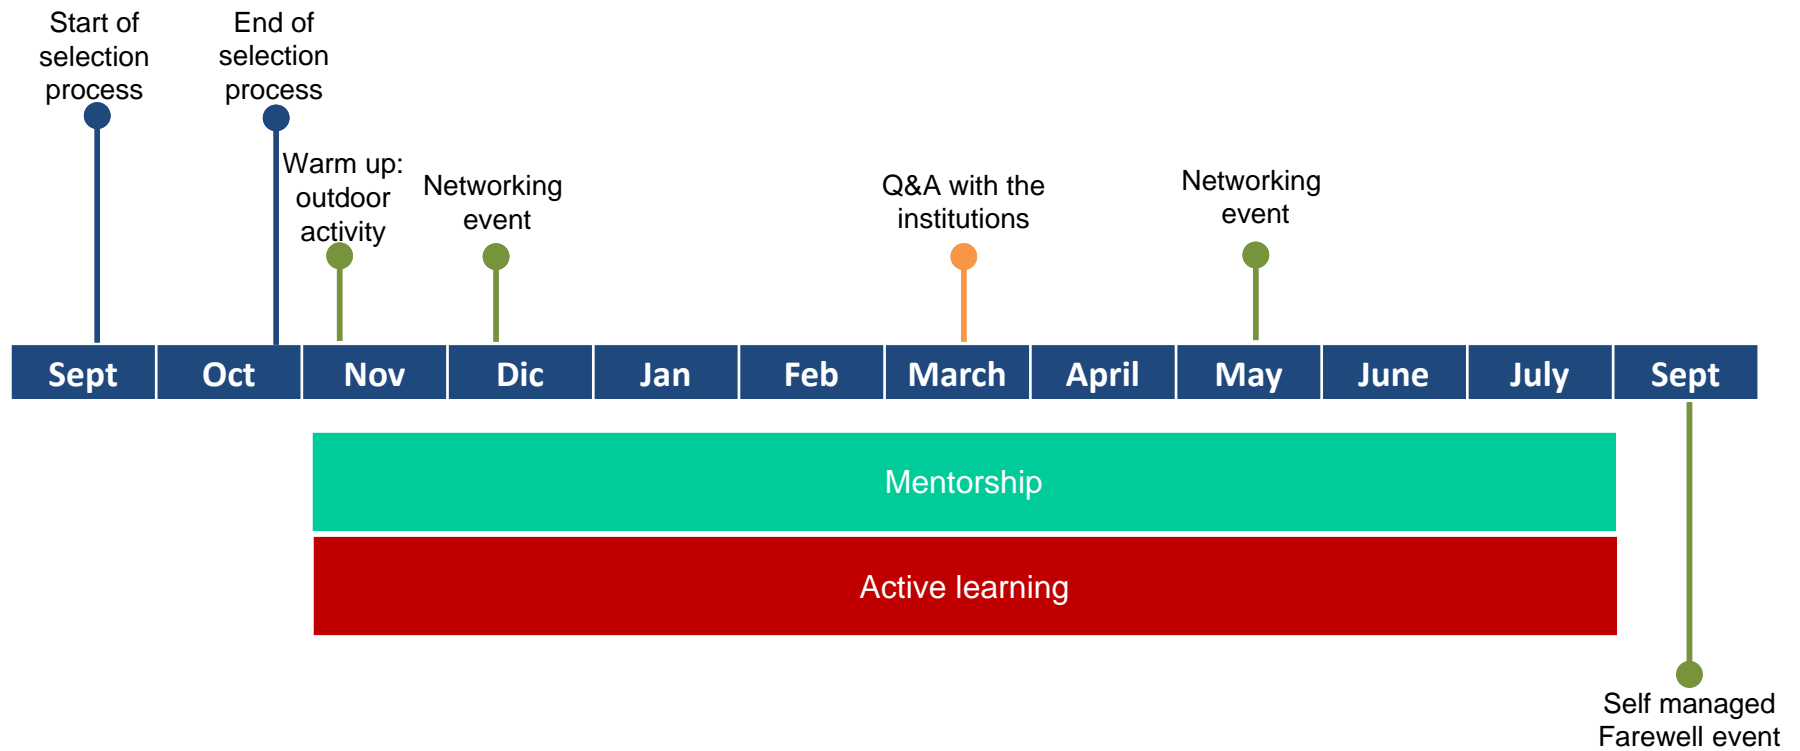 Start of
selection
process
End of
selection
process
Warm up:
outdoor
activity
Networking
event
Q&A with the
institutions
Networking
event
Sept Oct Nov Dic Jan Feb March April May June July Sept
Mentorship
Active learning
Self managed
Farewell event